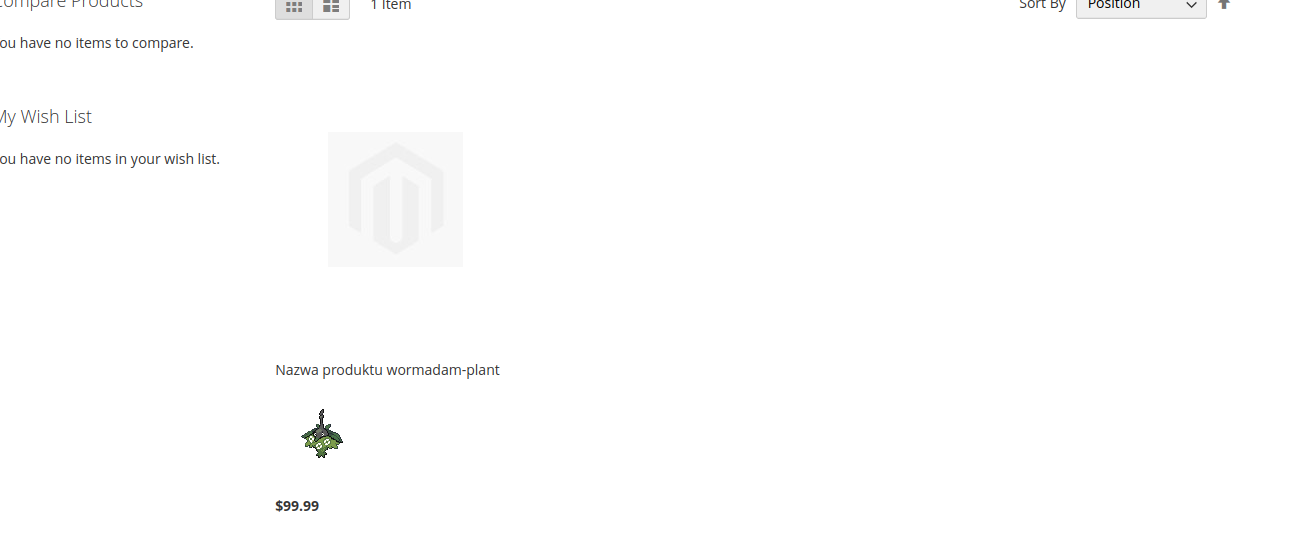 Compare Products
1 Item
Sort By Position
ou have no items to compare.
My Wish List
ou have no items in your wish list.
Nazwa produktu wormadam-plant
$99.99